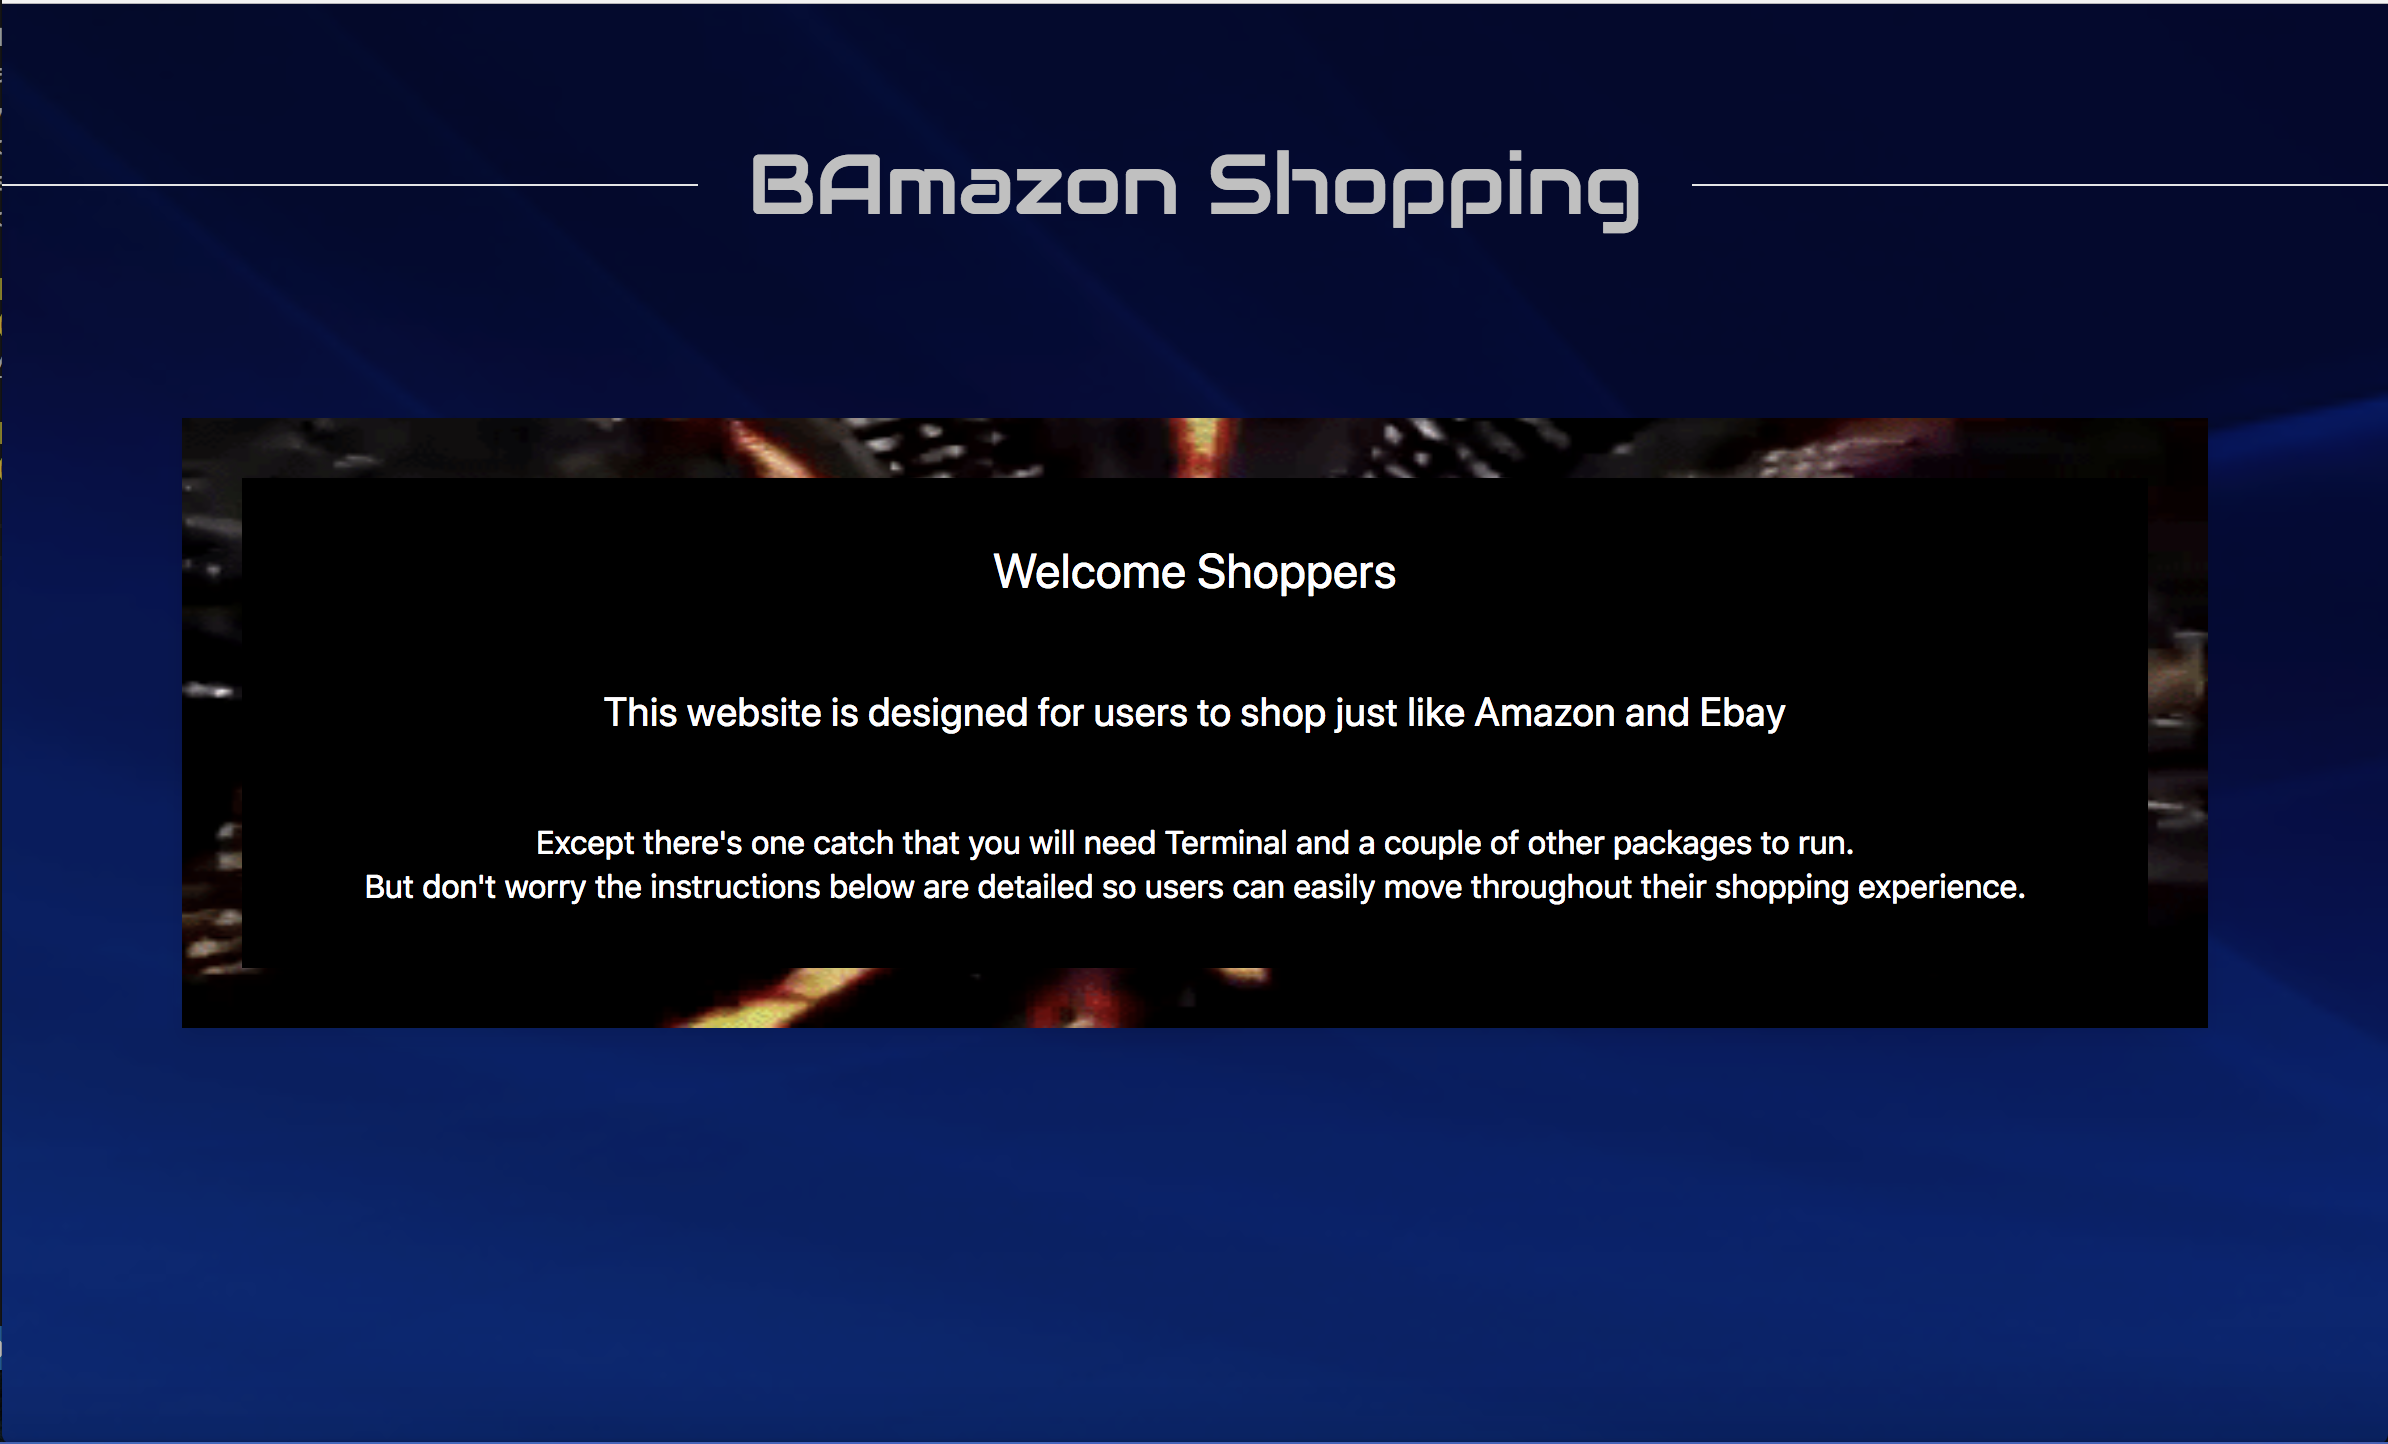 BAmazon Shopping
Welcome Shoppers
This website is designed for users to shop just like Amazon and Ebay
Except there's one catch that you will need Terminal and a couple of other packages to run.
But don't worry the instructions below are detailed so users can easily move throughout their shopping experience.